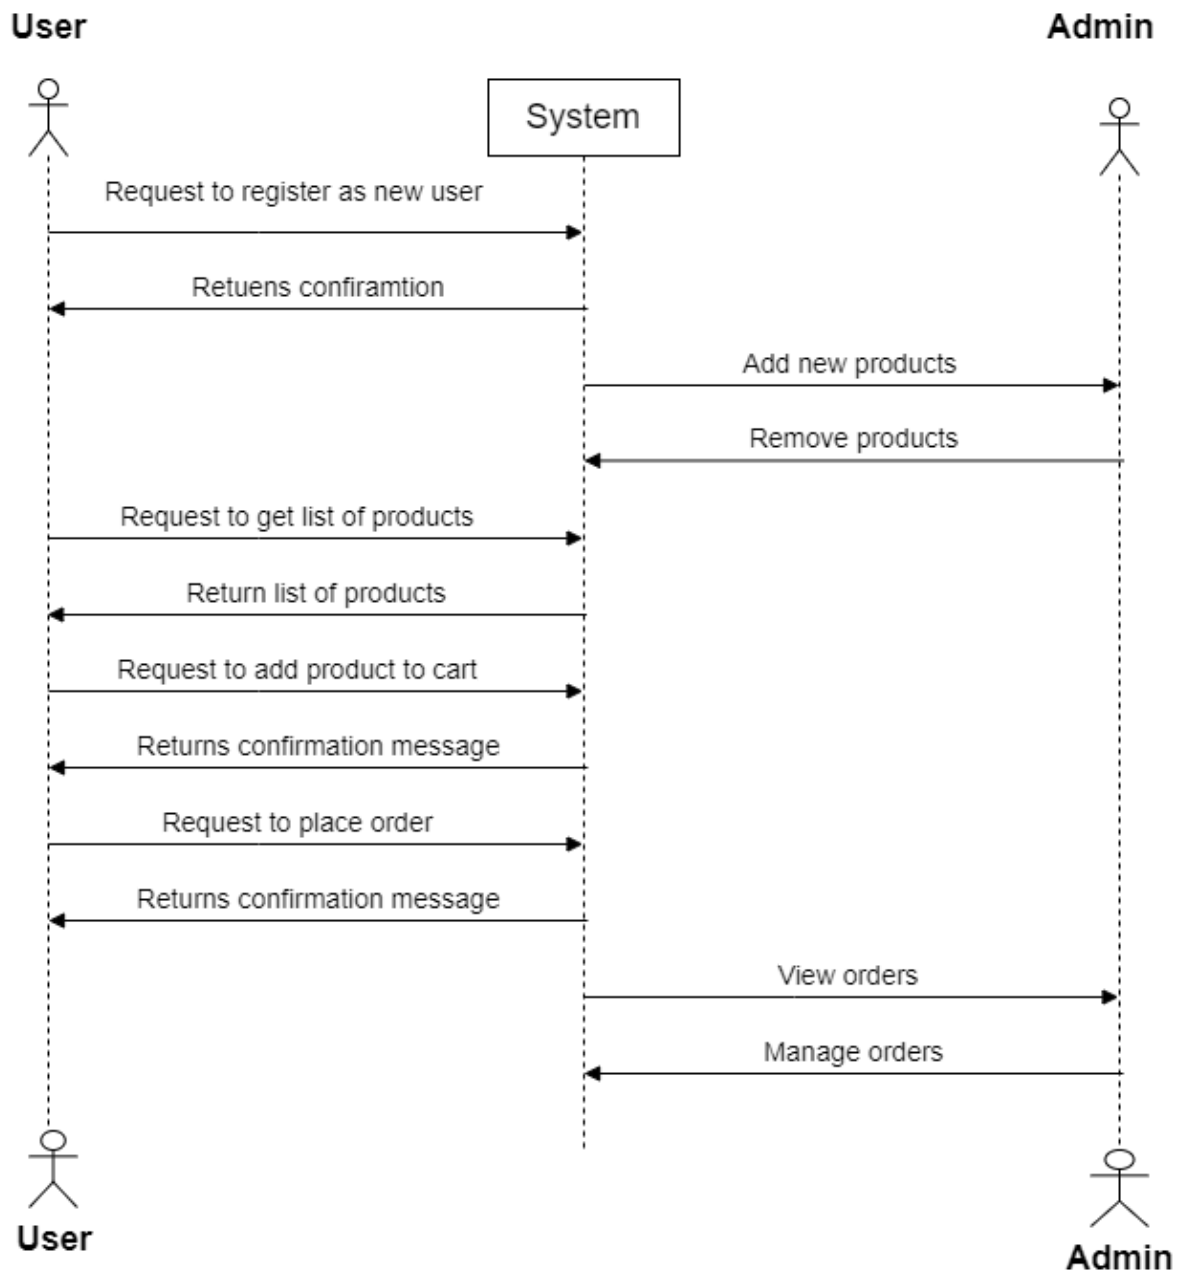 User
Admin
System
Request to register as new user
Retuens confiramtion
Add new products
Remove products
Request to get list of products
Return list of products
Request to add product to cart
Returns confirmation message
Request to place order
Returns confirmation message
View orders
Manage orders
User
Admin